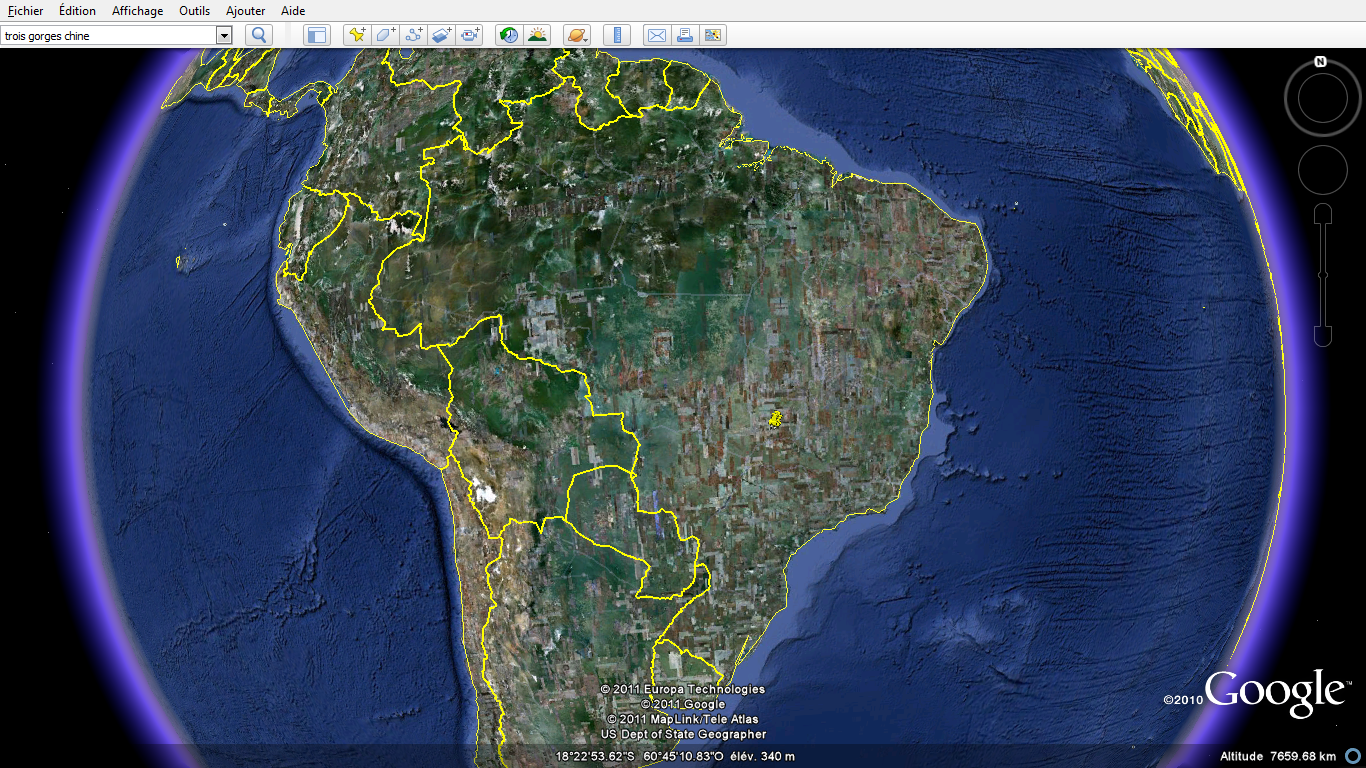 Fichier Édition Affichage Outils Ajouter Aide
trois gorges chine
N
© 2011 Europa Technologies
© 2011 Google
© 2011 MapLink/Tele Atlas
US Dept of State Geographer
©2010 Google™
18°22'53.62"S 60°45'10.83"O élév. 340 m
Altitude 7659.68 km